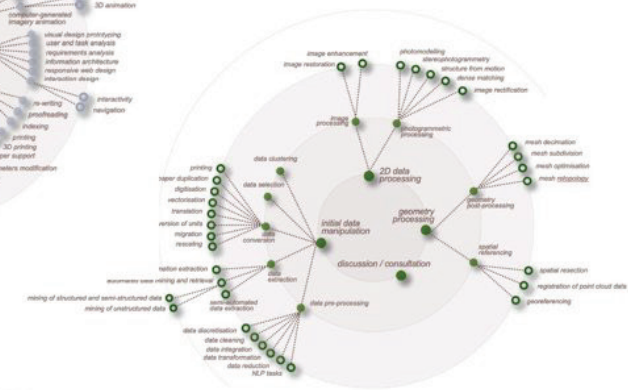 3D animation
computer-generated
imagery animation
visual design prototyping
user and task analysis
requirements analysis
information architecture
responsive web design
interaction design
interactivity
navigation
re-writing
proofreading
indexing
printing
3D printing
support
modification
image enhancement
image restoration
photomodelling
stereophotogrammetry
structure from motion
dense matching
image rectification
image
processing
photogrammetric
processing
mesh decimation
mesh subdivision
mesh optimisation
mesh retopology
geometry
post-processing
2D data
processing
data clustering
data selection
printing
duplication
digitisation
vectorisation
translation
of units
migration
rescaling
data
conversion
initial data
manipulation
geometry
processing
discussion / consultation
spatial
referencing
spatial resection
registration of point cloud data
georeferencing
extraction
data mining and retrieval
mining of structured and semi-structured data
mining of unstructured data
data
extraction
semi-automated
data extraction
data pre-processing
data discretisation
data cleaning
data integration
data transformation
data reduction
NLP tasks